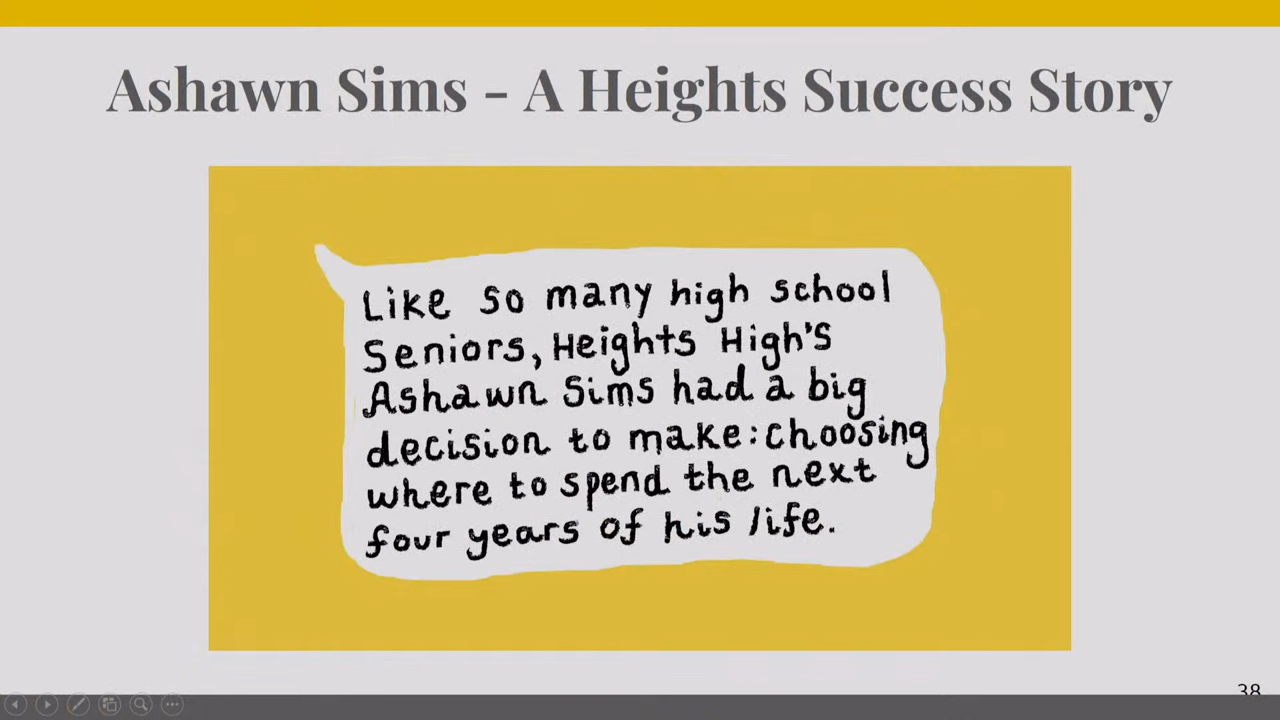 Ashawn Sims - A Heights Success Story
Like so many high school
Seniors, Heights High's
Ashawn Sims had a big
decision to make: choosing
where to spend the next
four years of his life.
38